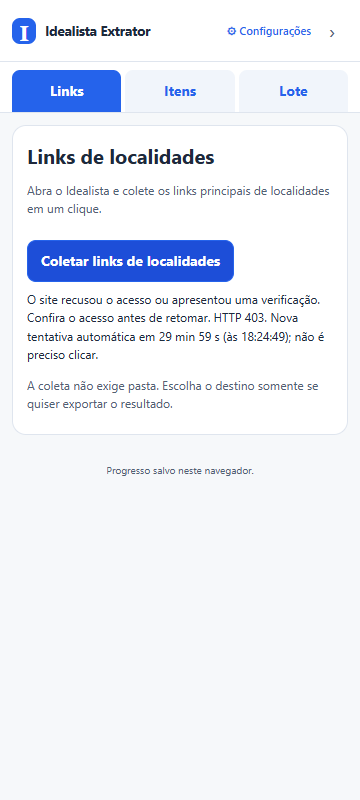 I Idealista Extrator ⚙ Configurações ›
Links Itens Lote
Links de localidades
Abra o Idealista e colete os links principais de localidades
em um clique.
Coletar links de localidades
O site recusou o acesso ou apresentou uma verificação.
Confira o acesso antes de retomar. HTTP 403. Nova
tentativa automática em 29 min 59 s (às 18:24:49); não é
preciso clicar.
A coleta não exige pasta. Escolha o destino somente se
quiser exportar o resultado.
Progresso salvo neste navegador.